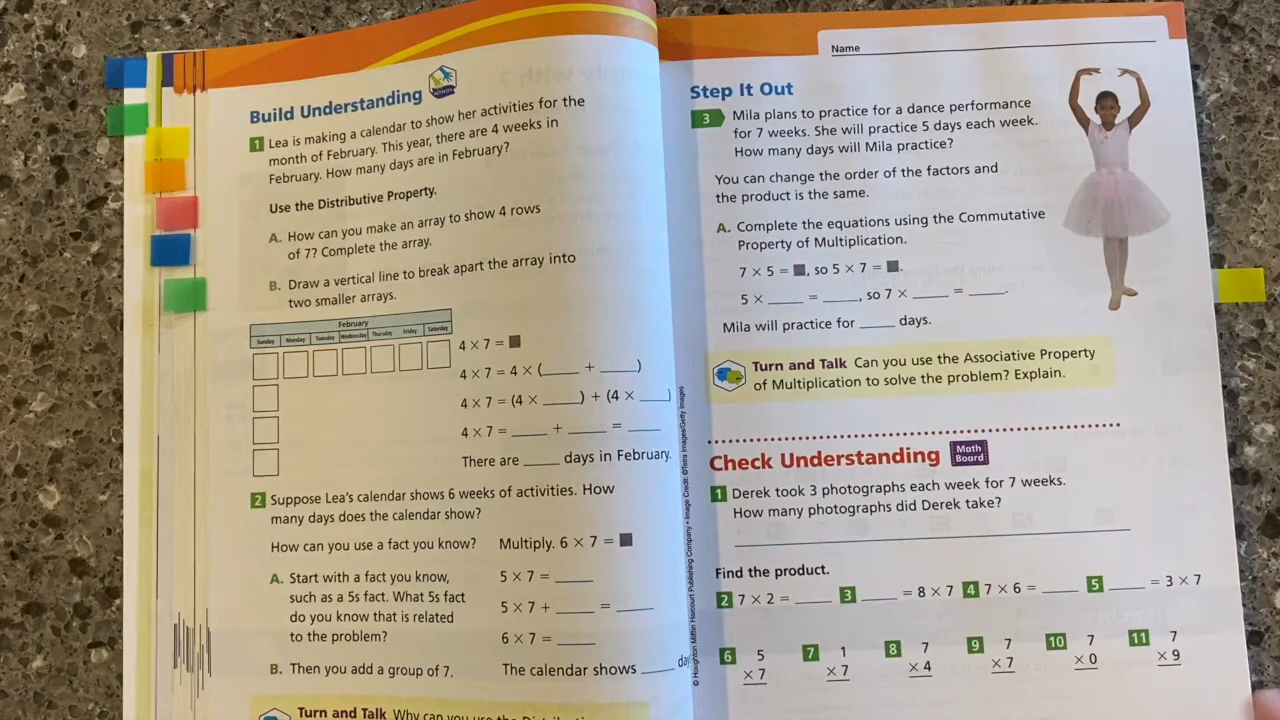 Build Understanding
1 Lea is making a calendar to show her activities for the
month of February. This year, there are 4 weeks in
February. How many days are in February?
Use the Distributive Property.
A. How can you make an array to show 4 rows
of 7? Complete the array.
B. Draw a vertical line to break apart the array into
two smaller arrays.
February
Sunday Monday Tuesday Wednesday Thursday Friday Saturday
4 × 7 = ■
4 × 7 = 4 × (____ + ____)
4 × 7 = (4 × ____) + (4 × ____)
4 × 7 = ____ + ____ = ____
There are ____ days in February.
2 Suppose Lea's calendar shows 6 weeks of activities. How
many days does the calendar show?
How can you use a fact you know? Multiply. 6 × 7 = ■
A. Start with a fact you know,
such as a 5s fact. What 5s fact
do you know that is related
to the problem?
5 × 7 = ____
5 × 7 + ____ = ____
6 × 7 = ____
B. Then you add a group of 7. The calendar shows ____ day
Turn and Talk Why can you use the
© Houghton Mifflin Harcourt Publishing Company • Image Credit: ©Tetra Images/Getty Images
Name
Step It Out
3 Mila plans to practice for a dance performance
for 7 weeks. She will practice 5 days each week.
How many days will Mila practice?
You can change the order of the factors and
the product is the same.
A. Complete the equations using the Commutative
Property of Multiplication.
7 × 5 = ■, so 5 × 7 = ■.
5 × ____ = ____, so 7 × ____ = ____.
Mila will practice for ____ days.
Turn and Talk Can you use the Associative Property
of Multiplication to solve the problem? Explain.
Check Understanding Math Board
1 Derek took 3 photographs each week for 7 weeks.
How many photographs did Derek take?
Find the product.
2 7 × 2 = ____ 3 ____ = 8 × 7 4 7 × 6 = ____ 5 ____ = 3 × 7
6 5 7 1 8 7 9 7 10 7 11 7
× 7 × 7 × 4 × 7 × 0 × 9